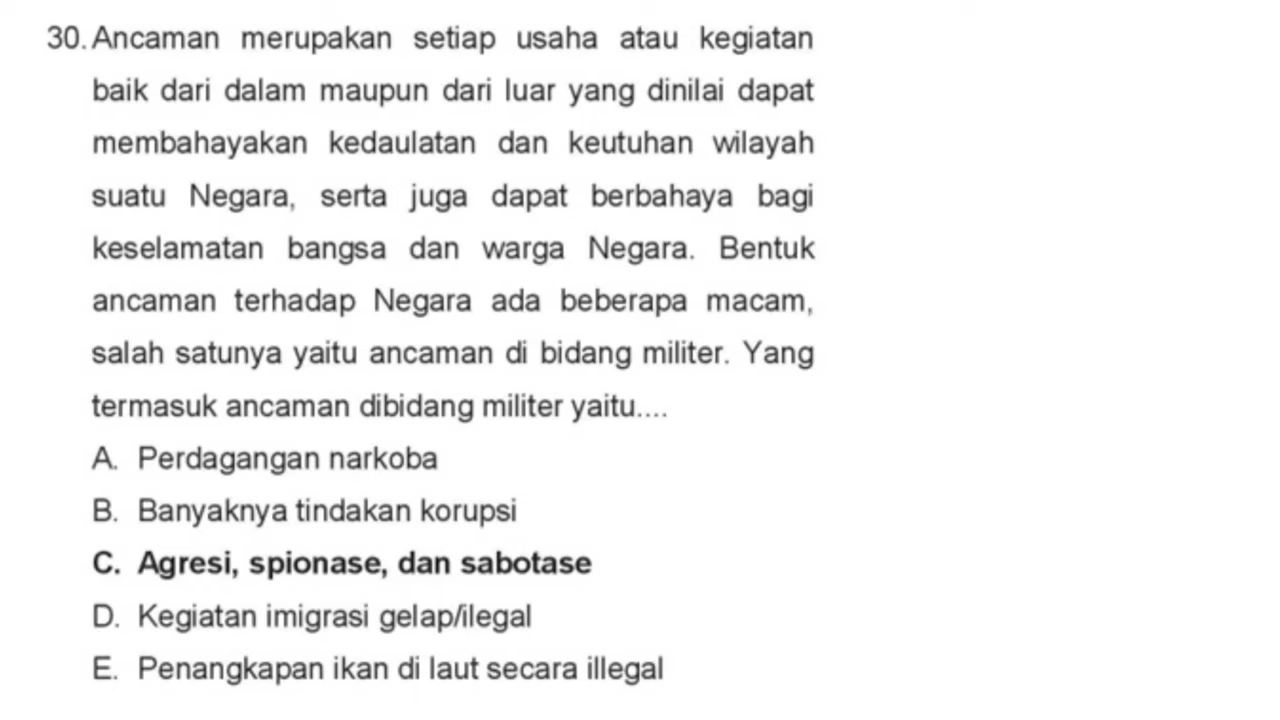 30. Ancaman merupakan setiap usaha atau kegiatan
baik dari dalam maupun dari luar yang dinilai dapat
membahayakan kedaulatan dan keutuhan wilayah
suatu Negara, serta juga dapat berbahaya bagi
keselamatan bangsa dan warga Negara. Bentuk
ancaman terhadap Negara ada beberapa macam,
salah satunya yaitu ancaman di bidang militer. Yang
termasuk ancaman dibidang militer yaitu....
A. Perdagangan narkoba
B. Banyaknya tindakan korupsi
C. Agresi, spionase, dan sabotase
D. Kegiatan imigrasi gelap/ilegal
E. Penangkapan ikan di laut secara illegal